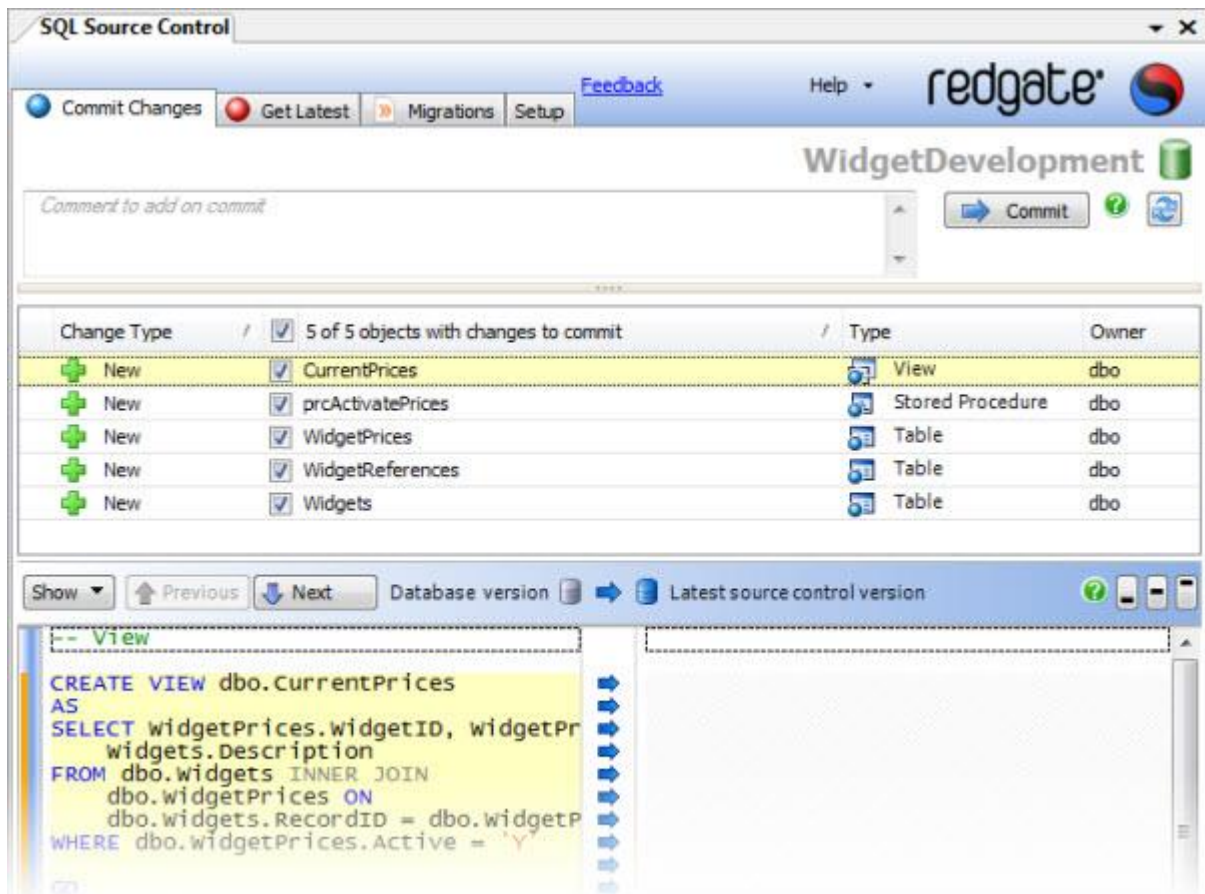 SQL Source Control
Feedback Help redgate
Commit Changes Get Latest Migrations Setup
WidgetDevelopment
Comment to add on commit
Commit
Change Type / 5 of 5 objects with changes to commit / Type Owner
New CurrentPrices View dbo
New prcActivatePrices Stored Procedure dbo
New WidgetPrices Table dbo
New WidgetReferences Table dbo
New Widgets Table dbo
Show Previous Next Database version Latest source control version
-- View
CREATE VIEW dbo.CurrentPrices
AS
SELECT WidgetPrices.WidgetID, WidgetPr
Widgets.Description
FROM dbo.Widgets INNER JOIN
dbo.WidgetPrices ON
dbo.Widgets.RecordID = dbo.WidgetP
WHERE dbo.WidgetPrices.Active = 'Y'
GO